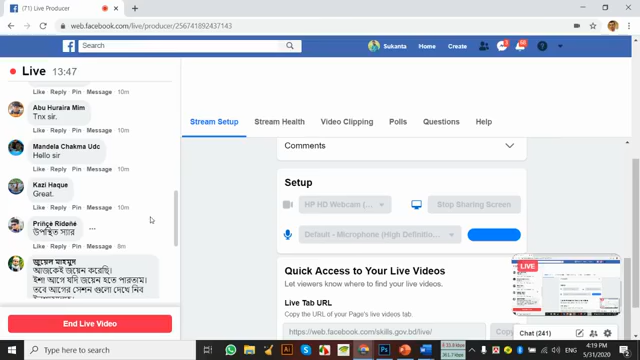 (71) Live Producer
web.facebook.com/live/producer/256741892437143
Search
Sukanta Home Create
Live 13:47
Like Reply Pin Message 10m
Abu Huraira Mim
Tnx sir.
Like Reply Pin Message 10m
Mandela Chakma Udc
Hello sir
Like Reply Pin Message 10m
Kazi Haque
Great.
Like Reply Pin Message 10m
Prińçè Ridoñé
উপস্থিত স্যার
Like Reply Pin Message 8m
জুয়েল মাহমুদ
আজকেই জয়েন করেছি।
ইশ! আগে যদি জয়েন হতে পারতাম।
তবে আগের সেশন গুলো দেখে নিব
End Live Video
Stream Setup Stream Health Video Clipping Polls Questions Help
Comments
Setup
HP HD Webcam (... Stop Sharing Screen
Default - Microphone (High Definitio...
Quick Access to Your Live Videos
Let viewers know where to find your live videos.
Live Tab URL
Copy the URL of your Page's Live tab.
https://web.facebook.com/skills.gov.bd/live/
Cop
LIVE
Chat (241)
Type here to search
ENG
4:19 PM
5/31/2020